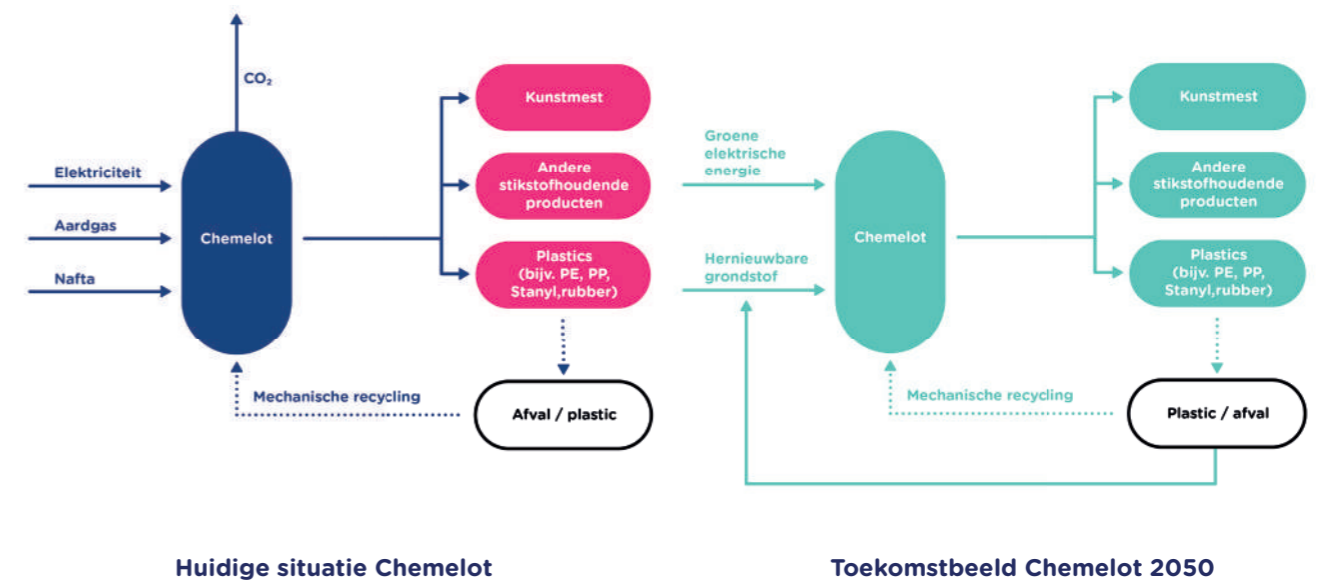 CO₂
Elektriciteit
Aardgas
Nafta
Chemelot
Kunstmest
Andere
stikstofhoudende
producten
Plastics
(bijv. PE, PP,
Stanyl,rubber)
Mechanische recycling
Afval / plastic
Huidige situatie Chemelot
Groene
elektrische
energie
Hernieuwbare
grondstof
Chemelot
Kunstmest
Andere
stikstofhoudende
producten
Plastics
(bijv. PE, PP,
Stanyl,rubber)
Mechanische recycling
Plastic / afval
Toekomstbeeld Chemelot 2050